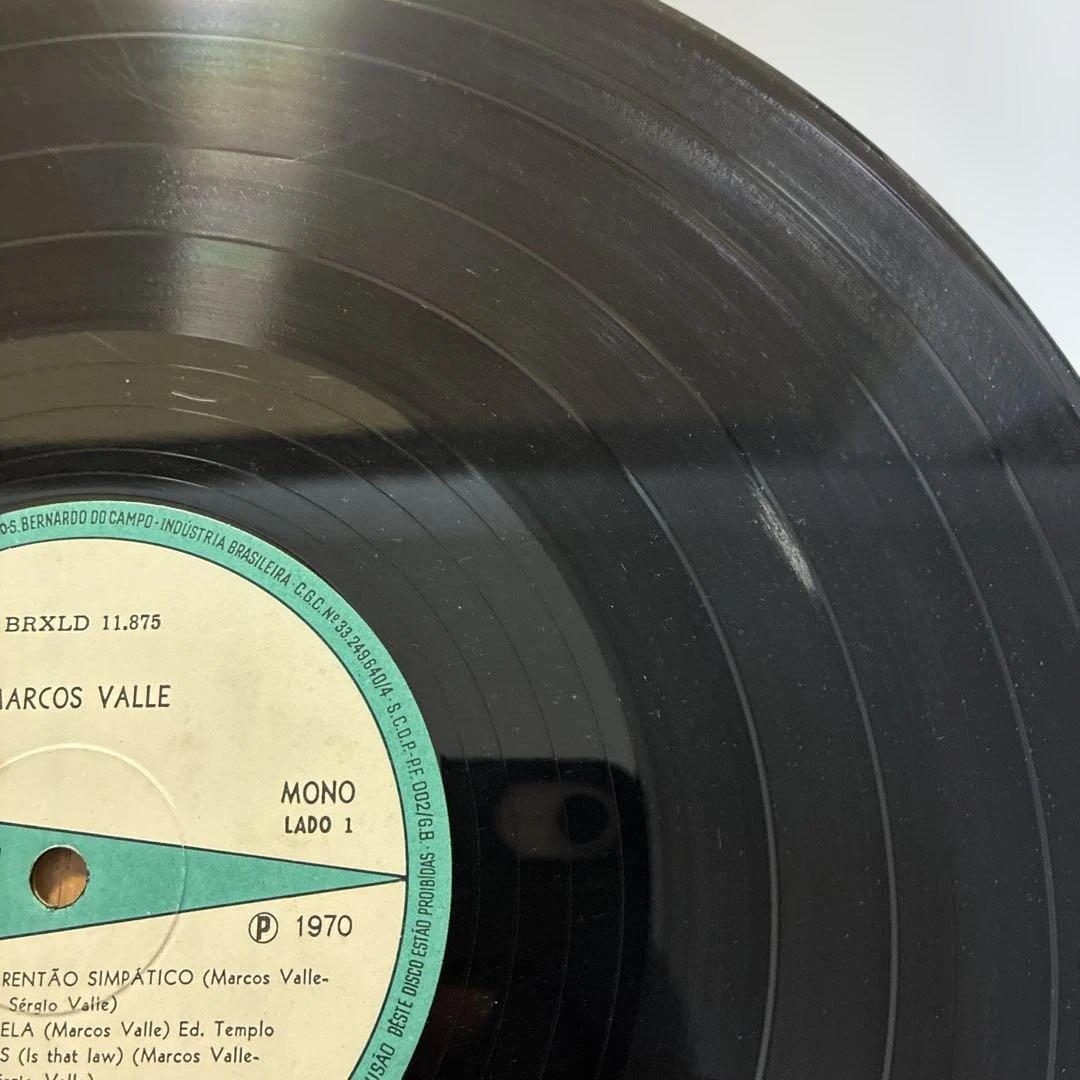 S. BERNARDO DO CAMPO · INDÚSTRIA BRASILEIRA · C.G.C. Nº 33.249.640/4 · S.C.D.P.-P.F. 002/G.B · DÊSTE DISCO ESTÃO PROIBIDAS ·
BRXLD 11.875
MARCOS VALLE
MONO
LADO 1
Ⓟ 1970
RENTÃO SIMPÁTICO (Marcos Valle-
Sérgio Valle)
ELA (Marcos Valle) Ed. Templo
S (Is that law) (Marcos Valle-